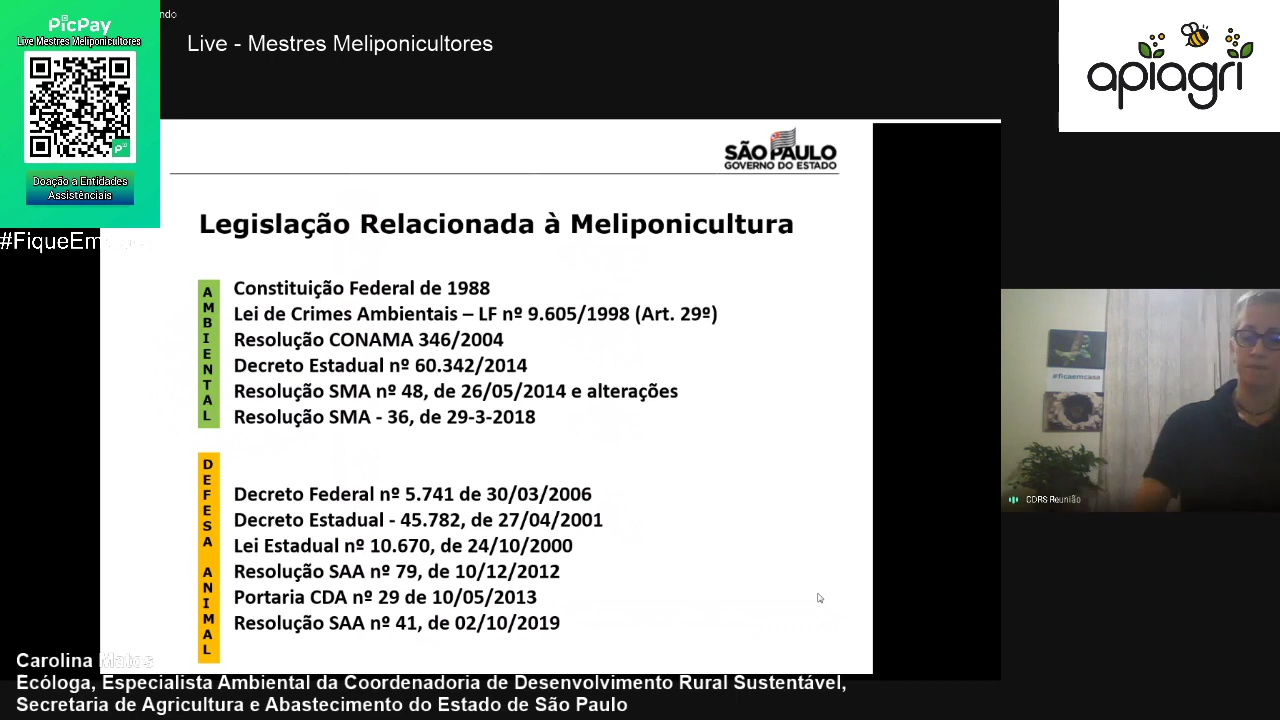 PicPay
Live Mestres Meliponicultores
Doação a Entidades
Assistênciais
ndo
Live - Mestres Meliponicultores
apiagri
#FiqueEm
SÃO PAULO
GOVERNO DO ESTADO
Legislação Relacionada à Meliponicultura
AMBIENTAL
Constituição Federal de 1988
Lei de Crimes Ambientais – LF nº 9.605/1998 (Art. 29º)
Resolução CONAMA 346/2004
Decreto Estadual nº 60.342/2014
Resolução SMA nº 48, de 26/05/2014 e alterações
Resolução SMA - 36, de 29-3-2018
DEFESA ANIMAL
Decreto Federal nº 5.741 de 30/03/2006
Decreto Estadual - 45.782, de 27/04/2001
Lei Estadual nº 10.670, de 24/10/2000
Resolução SAA nº 79, de 10/12/2012
Portaria CDA nº 29 de 10/05/2013
Resolução SAA nº 41, de 02/10/2019
#ficaemcasa
CDRS Reunião
Carolina Matos
Ecóloga, Especialista Ambiental da Coordenadoria de Desenvolvimento Rural Sustentável,
Secretaria de Agricultura e Abastecimento do Estado de São Paulo